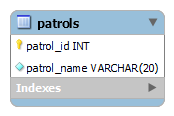 patrols
patrol_id INT
patrol_name VARCHAR(20)
Indexes